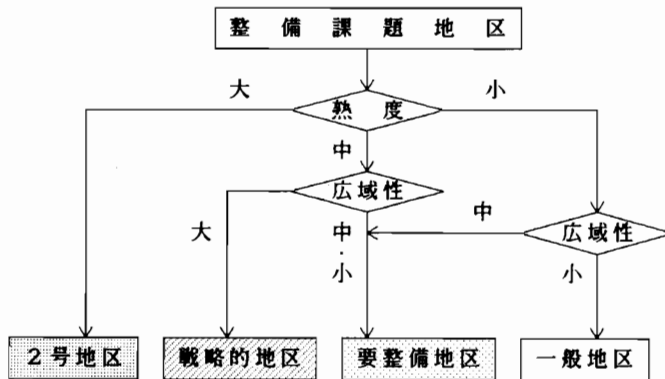 整備課題地区
大
熟度
小
中
広域性
中
広域性
大
中・小
小
2号地区
戦略的地区
要整備地区
一般地区